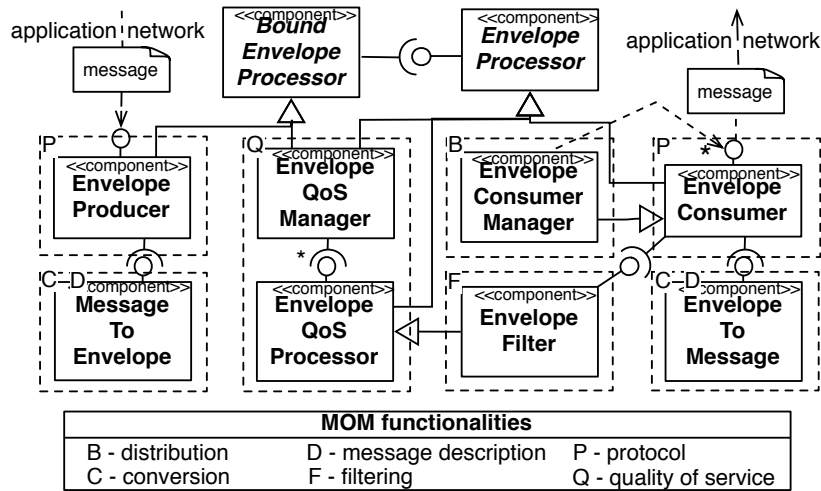 application network
message
<<component>>
Bound
Envelope
Processor
<<component>>
Envelope
Processor
application network
message
P
<<component>>
Envelope
Producer
Q
<<component>>
Envelope
QoS
Manager
B
<<component>>
Envelope
Consumer
Manager
P
*
<<component>>
Envelope
Consumer
C-D
<<component>>
Message
To
Envelope
*
<<component>>
Envelope
QoS
Processor
F
<<component>>
Envelope
Filter
C-D
<<component>>
Envelope
To
Message
MOM functionalities
B - distribution D - message description P - protocol
C - conversion F - filtering Q - quality of service